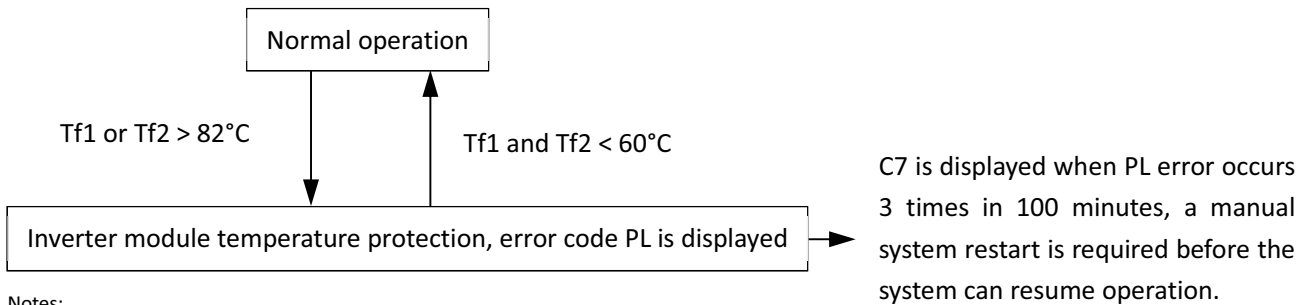 Normal operation
Tf1 or Tf2 > 82°C
Tf1 and Tf2 < 60°C
Inverter module temperature protection, error code PL is displayed
C7 is displayed when PL error occurs
3 times in 100 minutes, a manual
system restart is required before the
system can resume operation.
Notes: